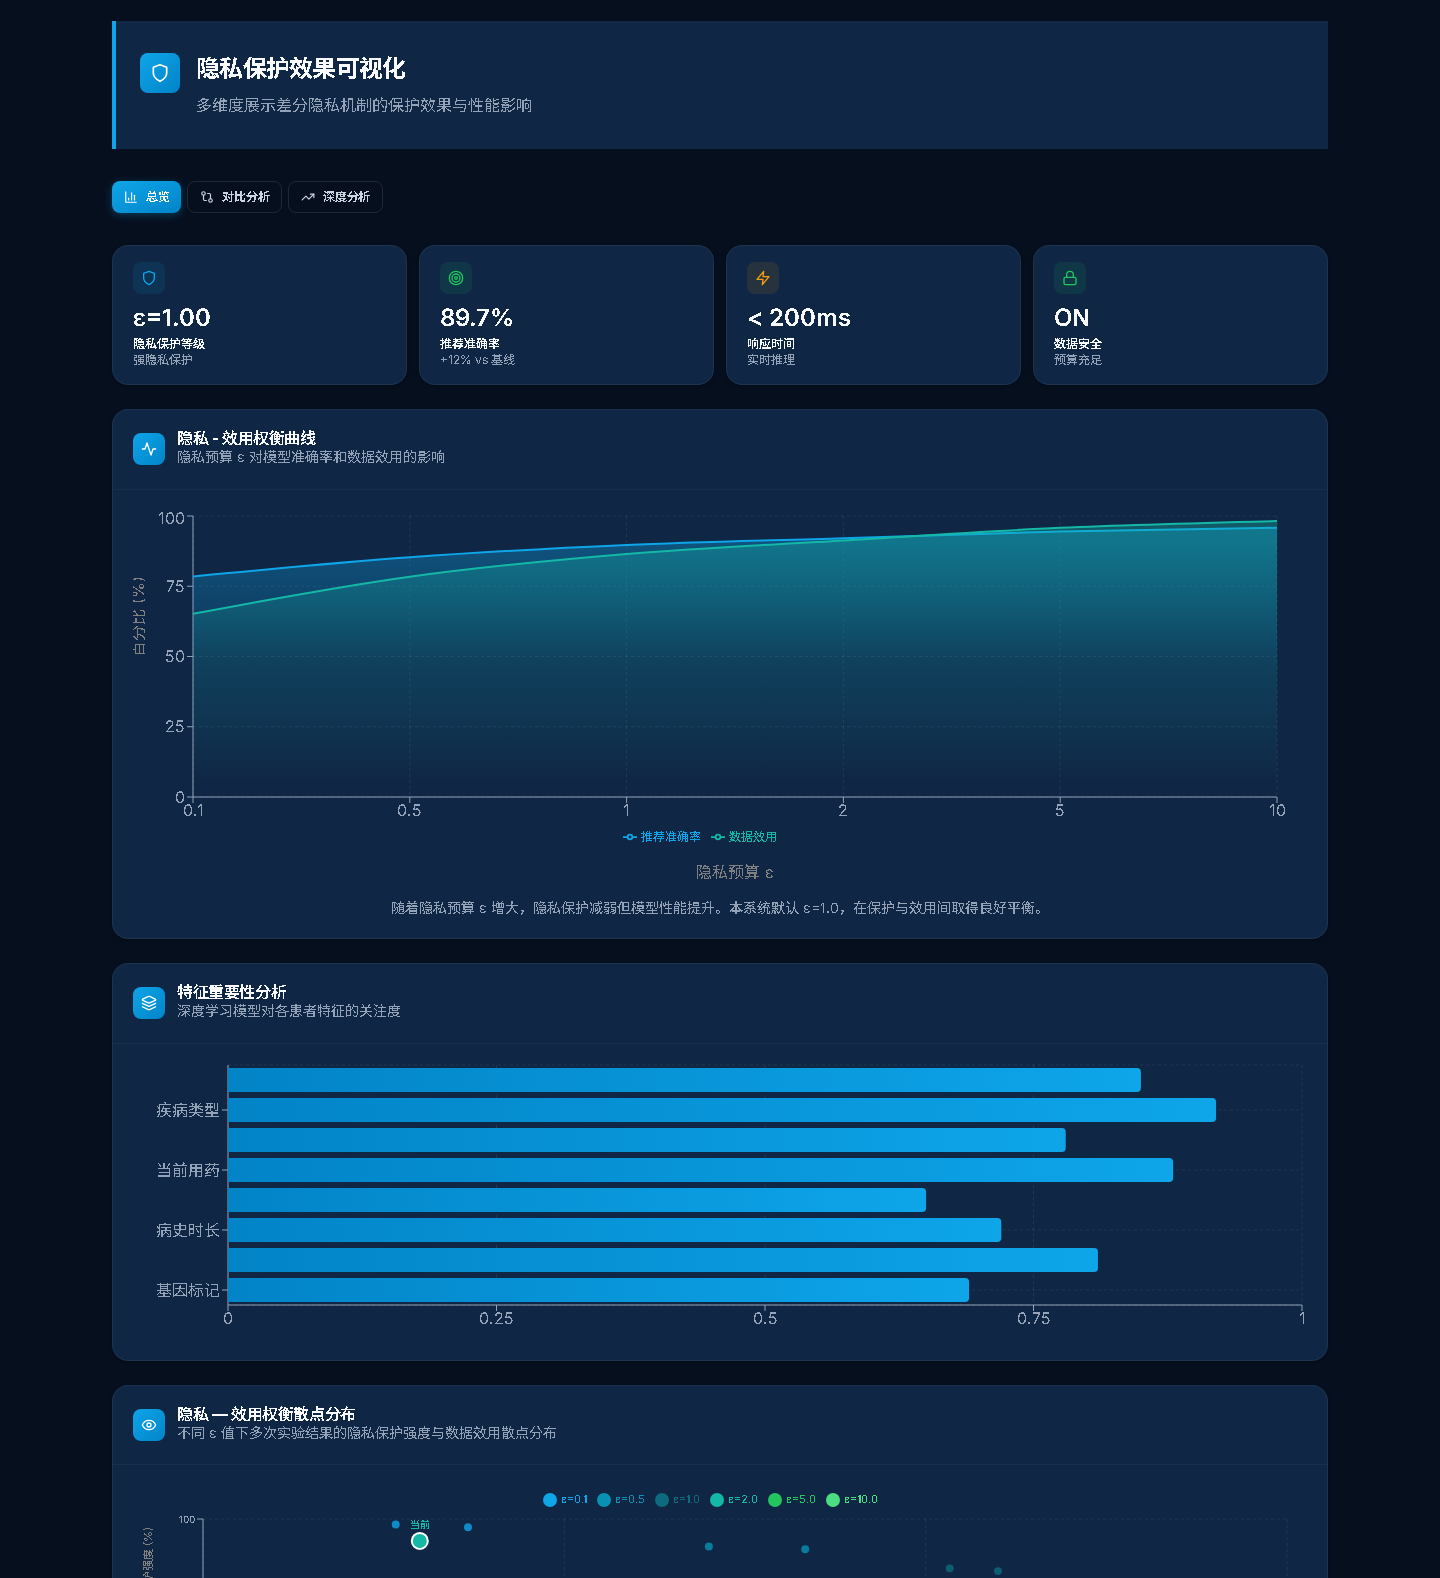 隐私保护效果可视化
多维度展示差分隐私机制的保护效果与性能影响
总览
对比分析
深度分析
ε=1.00
隐私保护等级
强隐私保护
89.7%
推荐准确率
+12% vs 基线
< 200ms
响应时间
实时推理
ON
数据安全
预算充足
隐私 - 效用权衡曲线
隐私预算 ε 对模型准确率和数据效用的影响
100
75
50
25
0
百分比 (%)
0.1
0.5
1
2
5
10
推荐准确率
数据效用
隐私预算 ε
随着隐私预算 ε 增大，隐私保护减弱但模型性能提升。本系统默认 ε=1.0，在保护与效用间取得良好平衡。
特征重要性分析
深度学习模型对各患者特征的关注度
疾病类型
当前用药
病史时长
基因标记
0
0.25
0.5
0.75
1
隐私 — 效用权衡散点分布
不同 ε 值下多次实验结果的隐私保护强度与数据效用散点分布
ε=0.1
ε=0.5
ε=1.0
ε=2.0
ε=5.0
ε=10.0
100
当前
强度 (%)